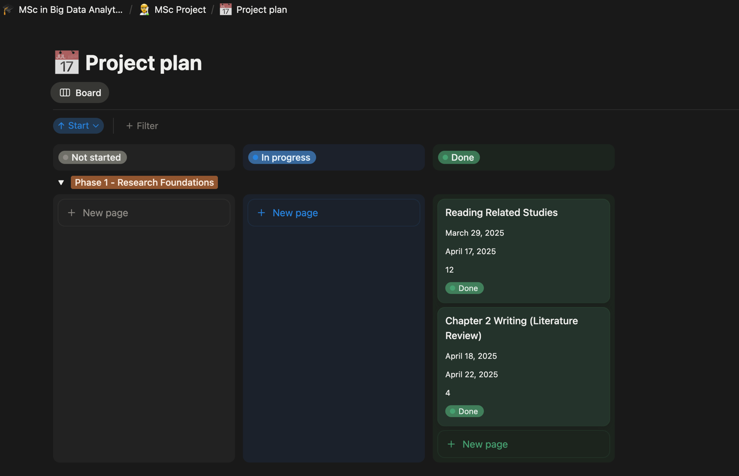 MSc in Big Data Analyt... / MSc Project / Project plan
Project plan
Board
Start
+ Filter
Not started
In progress
Done
Phase 1 - Research Foundations
+ New page
+ New page
Reading Related Studies
March 29, 2025
April 17, 2025
12
Done
Chapter 2 Writing (Literature
Review)
April 18, 2025
April 22, 2025
4
Done
+ New page